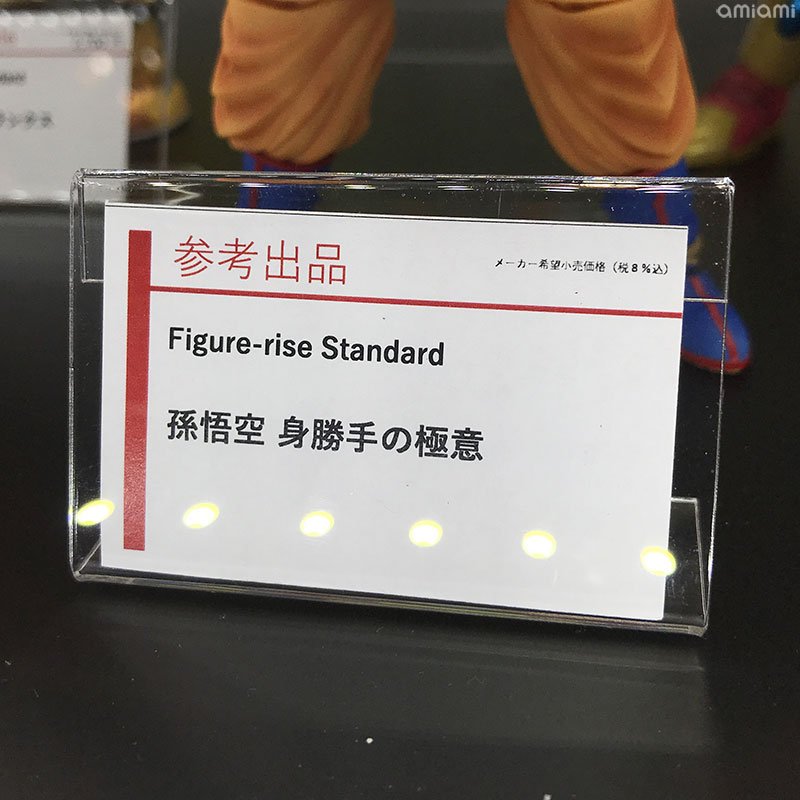 amiami
参考出品
メーカー希望小売価格（税8%込）
Figure-rise Standard
孫悟空 身勝手の極意